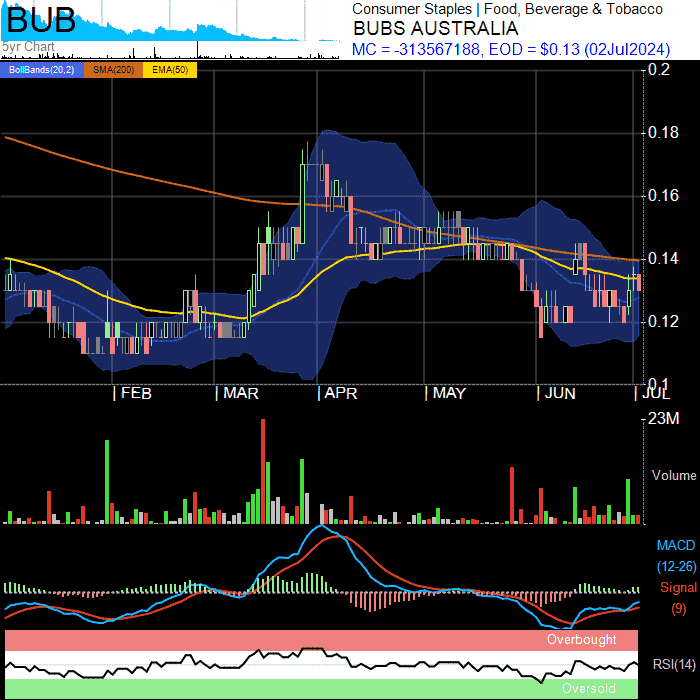 BUB
5yr Chart
Consumer Staples | Food, Beverage & Tobacco
BUBS AUSTRALIA
MC = -313567188, EOD = $0.13 (02Jul2024)
BollBands(20,2) SMA(200) EMA(50)
0.2
0.18
0.16
0.14
0.12
0.1
FEB MAR APR MAY JUN JUL
23M
Volume
MACD
(12-26)
Signal
(9)
Overbought
RSI(14)
Oversold